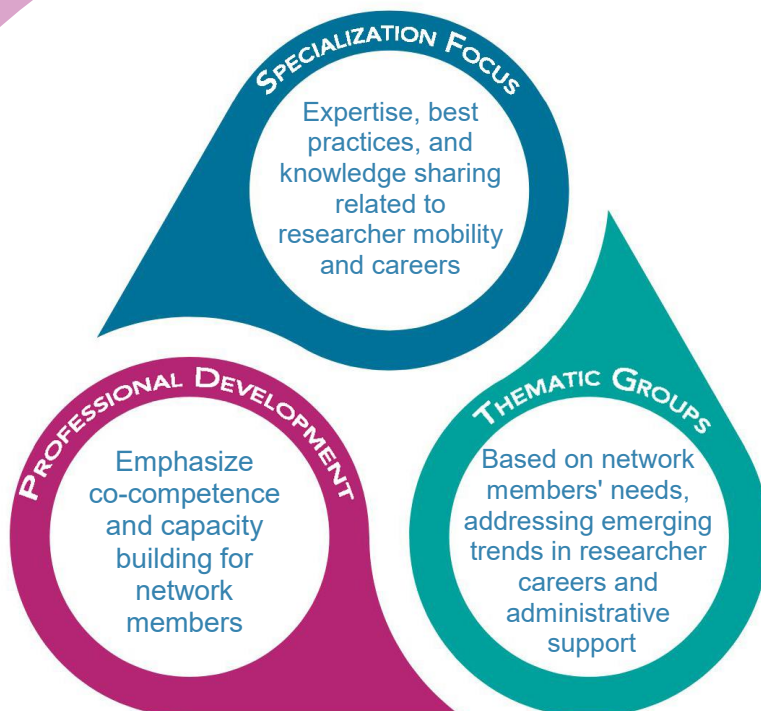 SPECIALIZATION FOCUS
Expertise, best
practices, and
knowledge sharing
related to
researcher mobility
and careers
PROFESSIONAL DEVELOPMENT
Emphasize
co-competence
and capacity
building for
network
members
THEMATIC GROUPS
Based on network
members' needs,
addressing emerging
trends in researcher
careers and
administrative
support